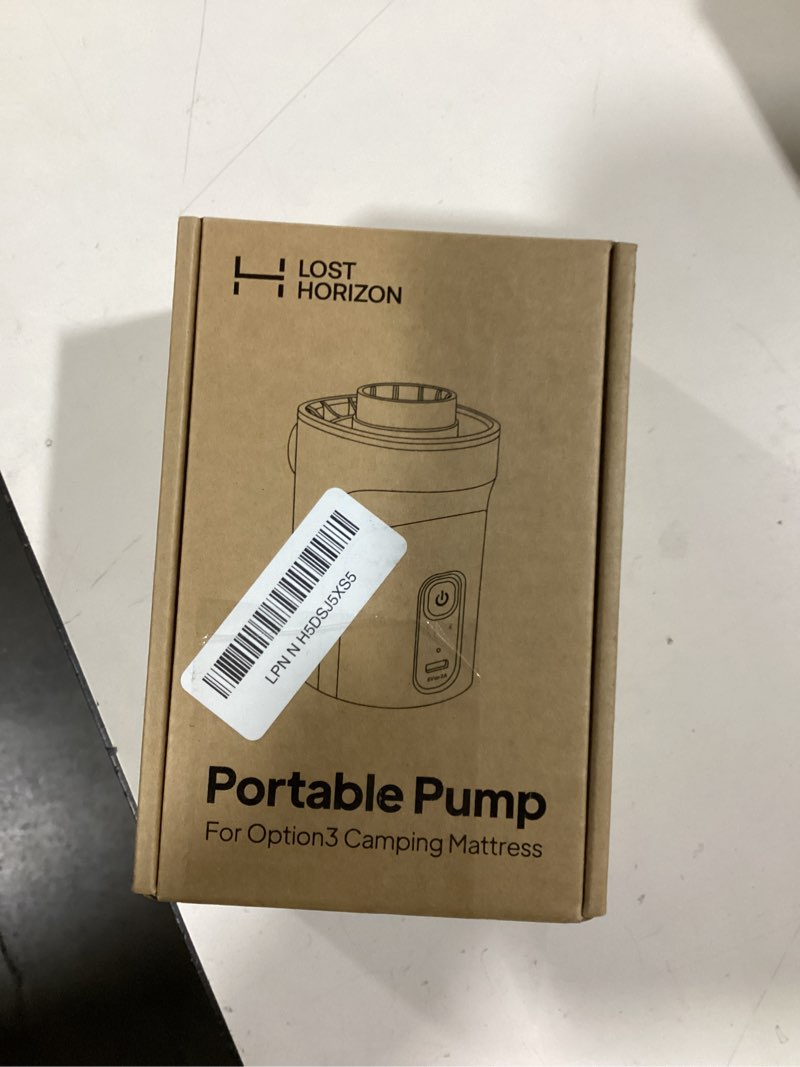 LOST
HORIZON
LPN N H5DSJ5XS5
Portable Pump
For Option3 Camping Mattress